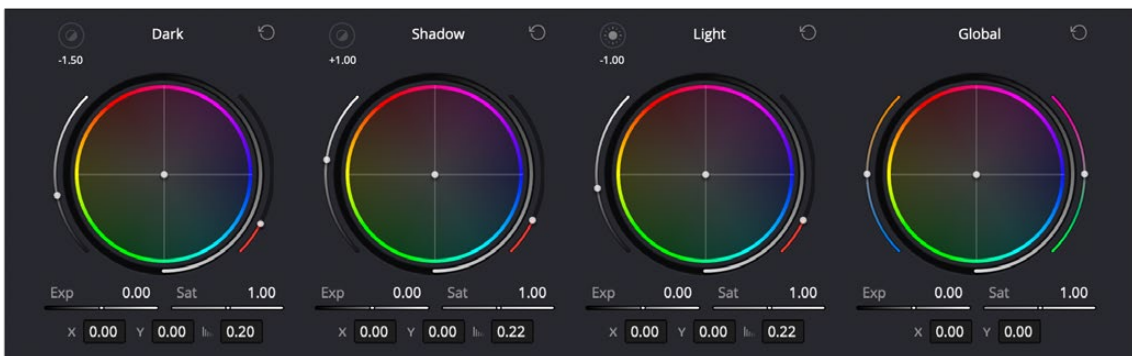 Dark Shadow Light Global
-1.50 +1.00 -1.00
Exp 0.00 Sat 1.00 Exp 0.00 Sat 1.00 Exp 0.00 Sat 1.00 Exp 0.00 Sat 1.00
X 0.00 Y 0.00 0.20 X 0.00 Y 0.00 0.22 X 0.00 Y 0.00 0.22 X 0.00 Y 0.00